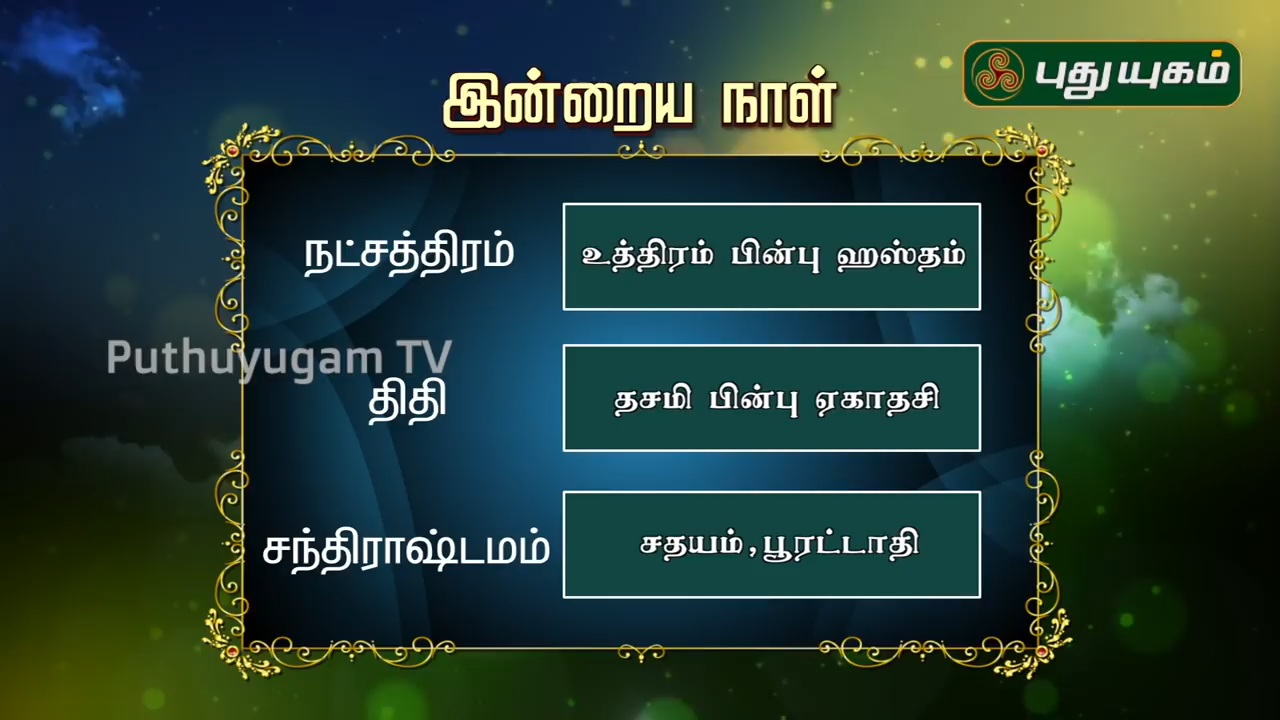 இன்றைய நாள்
புதுயுகம்
நட்சத்திரம்
உத்திரம் பின்பு ஹஸ்தம்
Puthuyugam TV
திதி
தசமி பின்பு ஏகாதசி
சந்திராஷ்டமம்
சதயம்,பூரட்டாதி